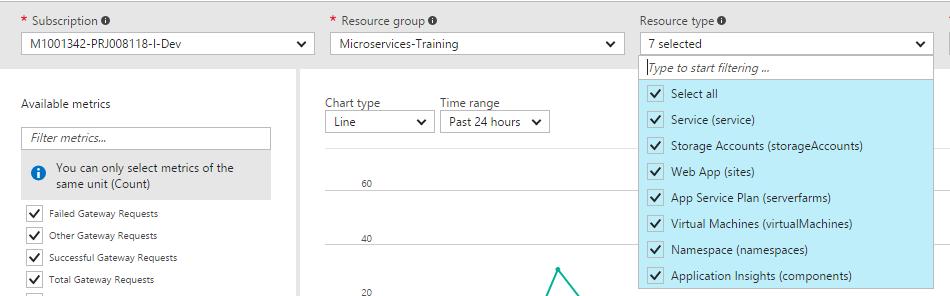 * Subscription
* Resource group
Resource type
M1001342-PRJ008118-I-Dev
Microservices-Training
7 selected
Type to start filtering ...
Select all
Service (service)
Storage Accounts (storageAccounts)
Web App (sites)
App Service Plan (serverfarms)
Virtual Machines (virtualMachines)
Namespace (namespaces)
Application Insights (components)
Available metrics
Filter metrics...
You can only select metrics of
the same unit (Count)
Failed Gateway Requests
Other Gateway Requests
Successful Gateway Requests
Total Gateway Requests
Chart type
Time range
Line
Past 24 hours
60
40
20